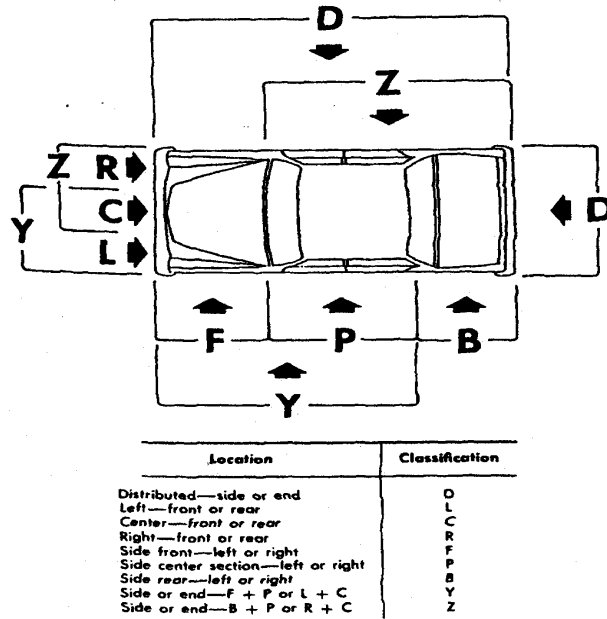 D
Z
Z R
C
Y
L
D
F P B
Y
Location Classification
Distributed—side or end D
Left—front or rear L
Center—front or rear C
Right—front or rear R
Side front—left or right F
Side center section—left or right P
Side rear—left or right B
Side or end—F + P or L + C Y
Side or end—B + P or R + C Z